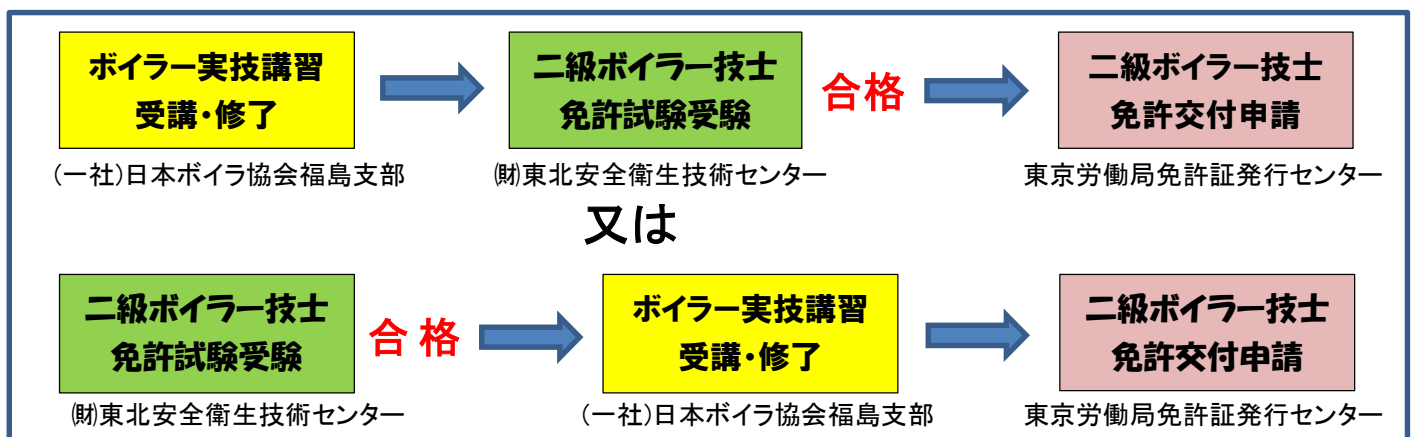 ボイラー実技講習
受講・修了
(一社)日本ボイラ協会福島支部
二級ボイラー技士
免許試験受験
㈶東北安全衛生技術センター
合格
二級ボイラー技士
免許交付申請
東京労働局免許証発行センター
又は
二級ボイラー技士
免許試験受験
㈶東北安全衛生技術センター
合格
ボイラー実技講習
受講・修了
(一社)日本ボイラ協会福島支部
二級ボイラー技士
免許交付申請
東京労働局免許証発行センター